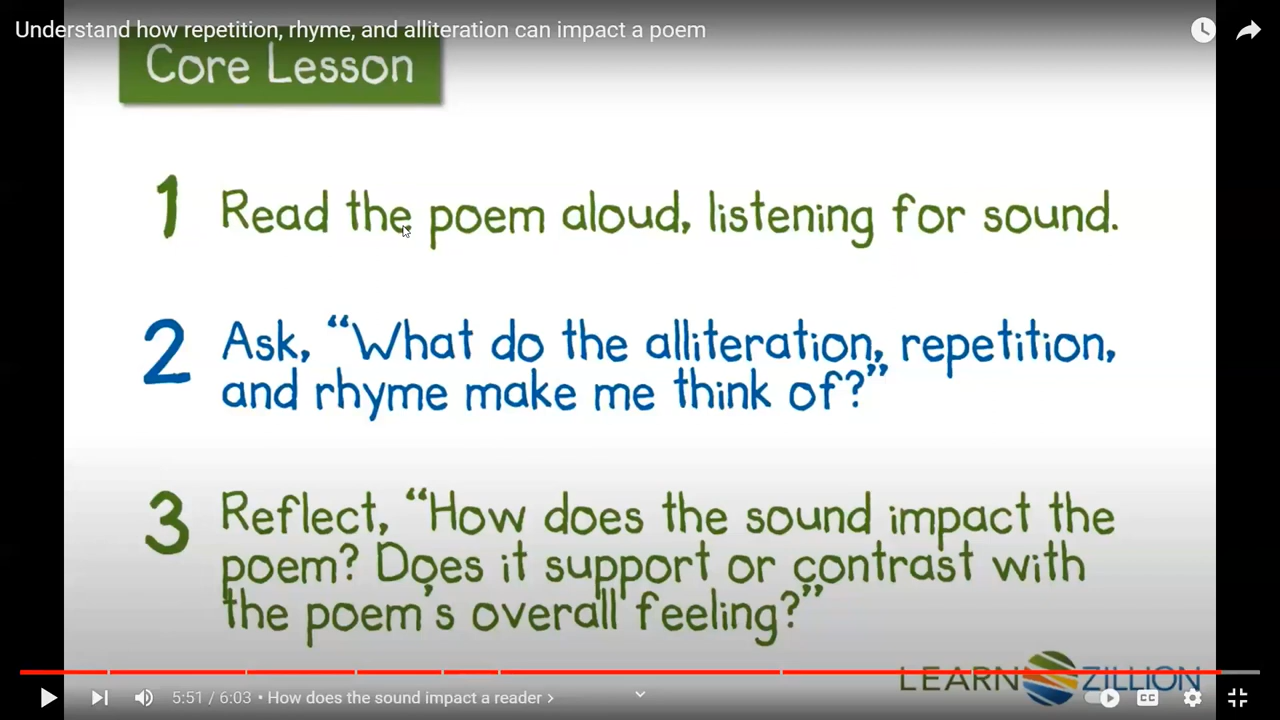 Understand how repetition, rhyme, and alliteration can impact a poem
Core Lesson
1 Read the poem aloud, listening for sound.
2 Ask, “What do the alliteration, repetition,
and rhyme make me think of?”
3 Reflect, “How does the sound impact the
poem? Does it support or contrast with
the poem’s overall feeling?”
LEARN ZILLION
5:51 / 6:03 • How does the sound impact a reader >
CC